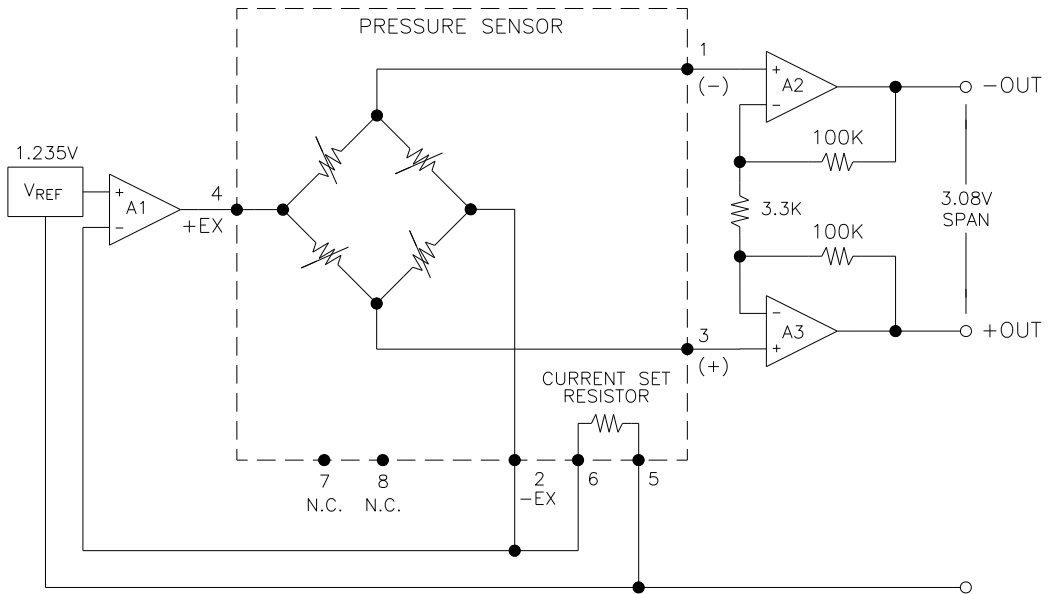 PRESSURE SENSOR
1
(-)
+
A2
-
-OUT
100K
1.235V
VREF
+
A1
-
4
+EX
3.3K
3.08V
SPAN
100K
-
A3
+
+OUT
3
(+)
CURRENT SET
RESISTOR
7
N.C.
8
N.C.
2
-EX
6
5